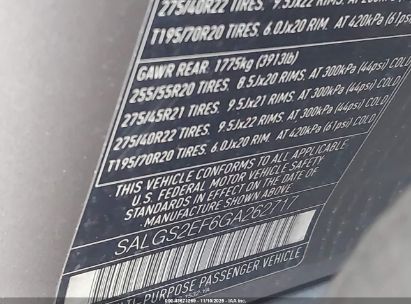 275/40R22 TIRES. 9.5Jx22 RIMS. AT
T195/70R20 TIRES. 6.0Jx20 RIM. AT 420kPa (61psi)
GAWR REAR. 1775kg (3913lb)
255/55R20 TIRES. 8.5Jx20 RIMS. AT 300kPa (44psi) COLD
275/45R21 TIRES. 9.5Jx21 RIMS. AT 300kPa (44psi) COLD
275/40R22 TIRES. 9.5Jx22 RIMS. AT 300kPa (44psi) COLD
T195/70R20 TIRES. 6.0Jx20 RIM. AT 420kPa (61psi) COLD
THIS VEHICLE CONFORMS TO ALL APPLICABLE
U.S. FEDERAL MOTOR VEHICLE SAFETY
STANDARDS IN EFFECT ON THE DATE OF
MANUFACTURE SHOWN ABOVE.
SALGS2EF6GA262717
PURPOSE PASSENGER VEHICLE